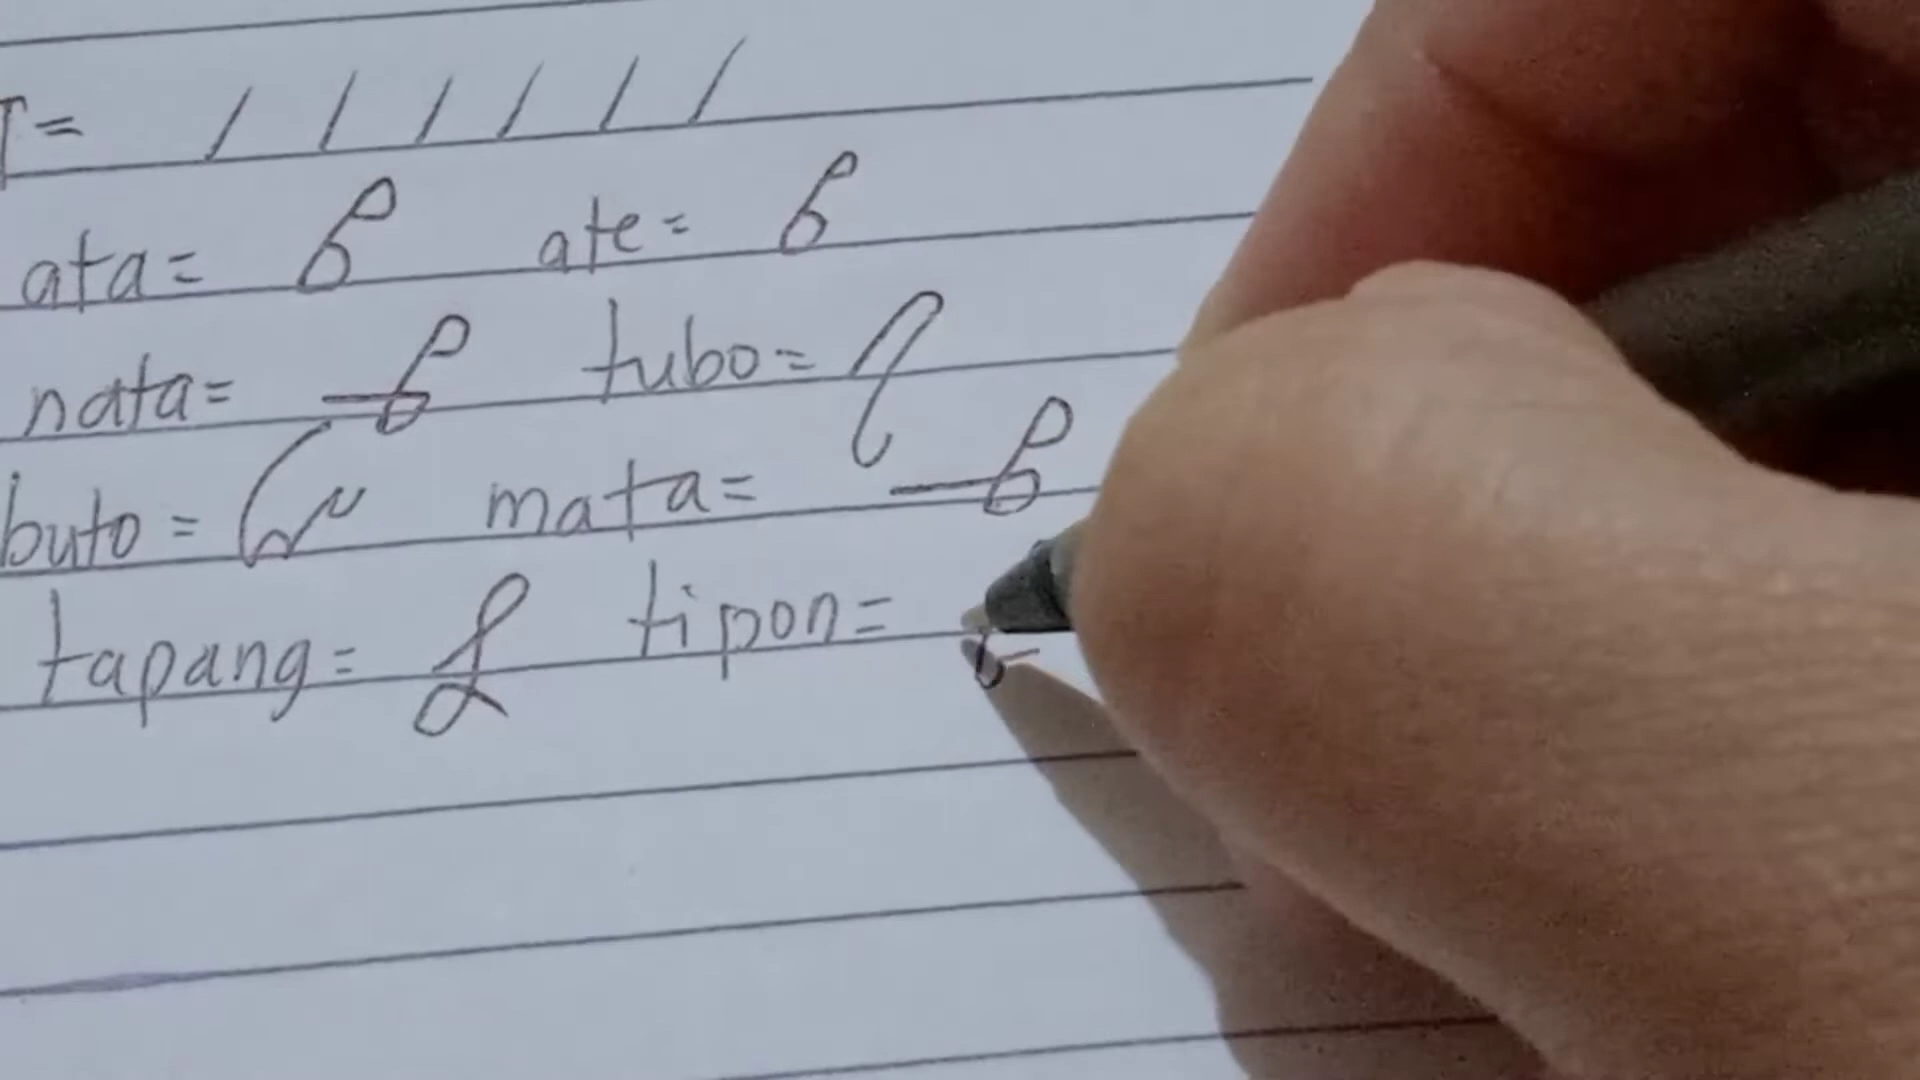 T = / / / / / /
ata = ate =
nata = tubo =
buto = mata =
tapang = tipon =